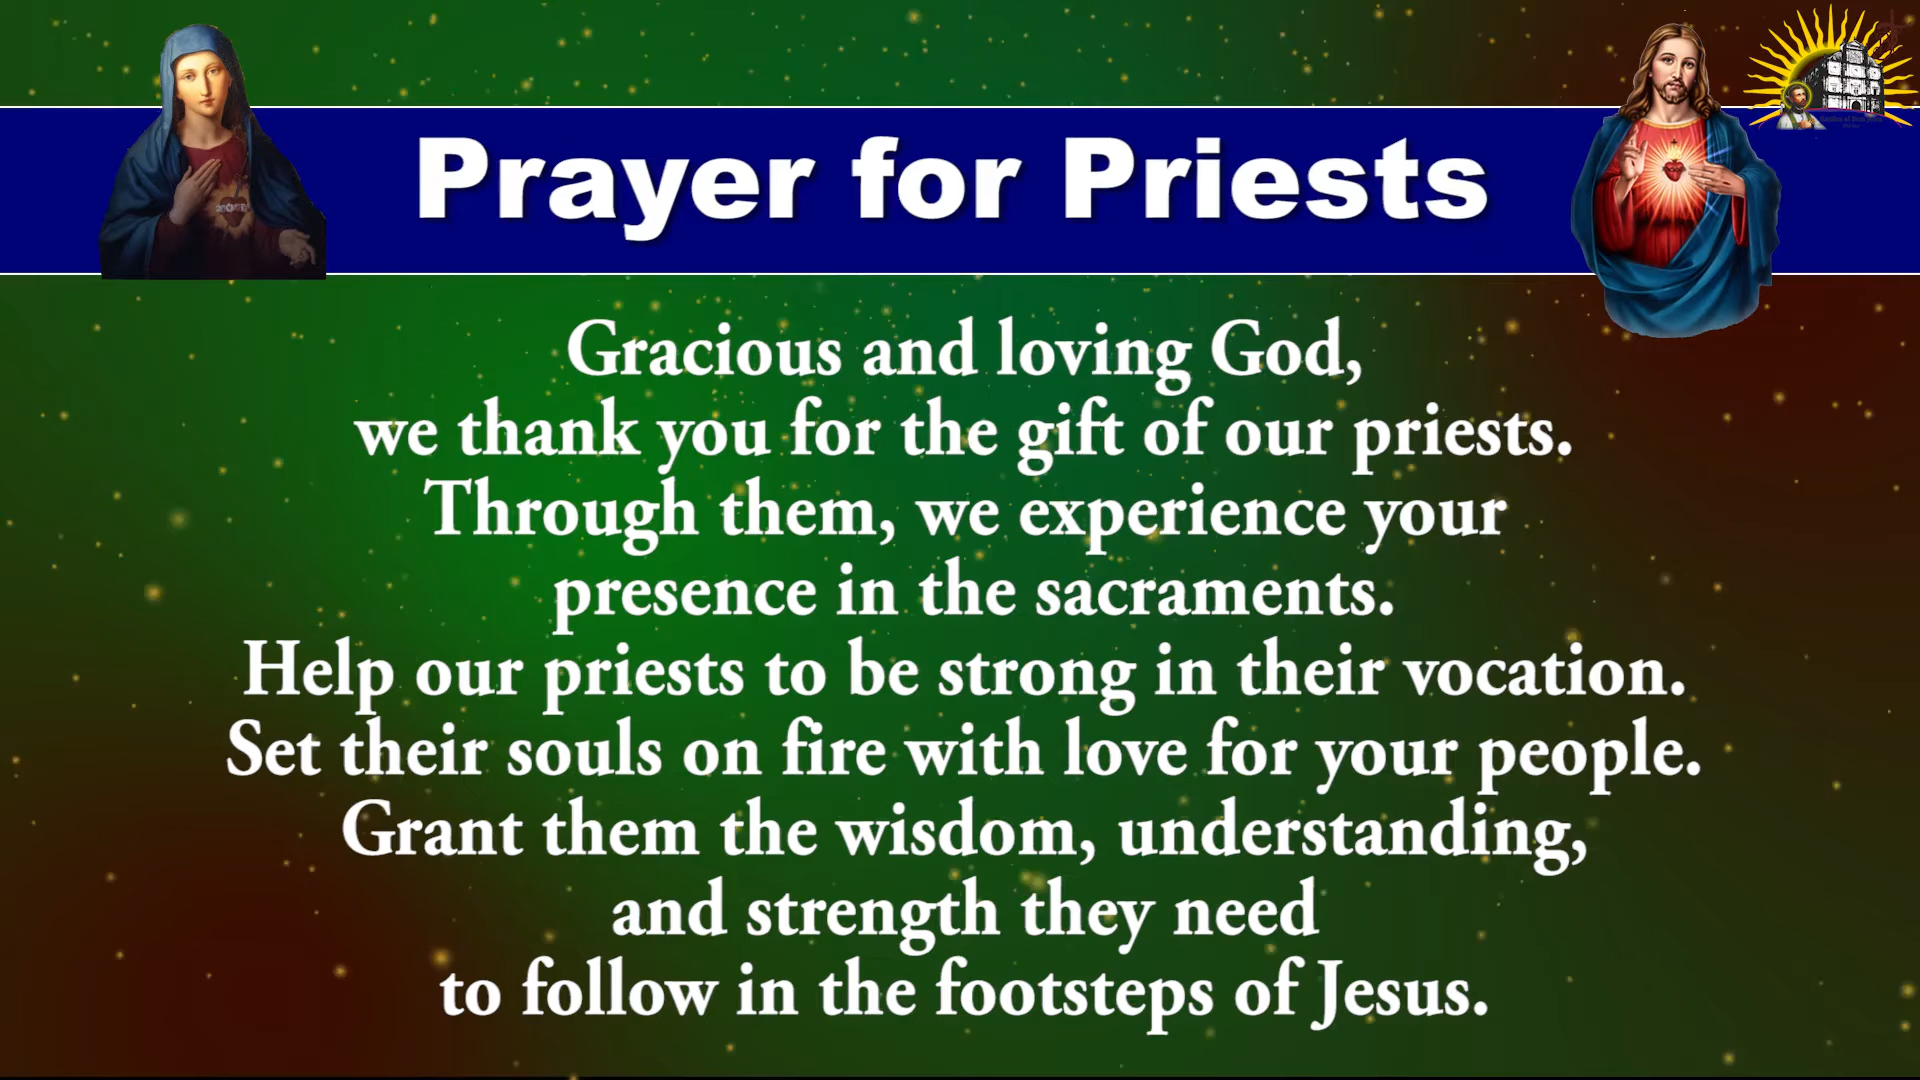 Prayer for Priests
Gracious and loving God,
we thank you for the gift of our priests.
Through them, we experience your
presence in the sacraments.
Help our priests to be strong in their vocation.
Set their souls on fire with love for your people.
Grant them the wisdom, understanding,
and strength they need
to follow in the footsteps of Jesus.